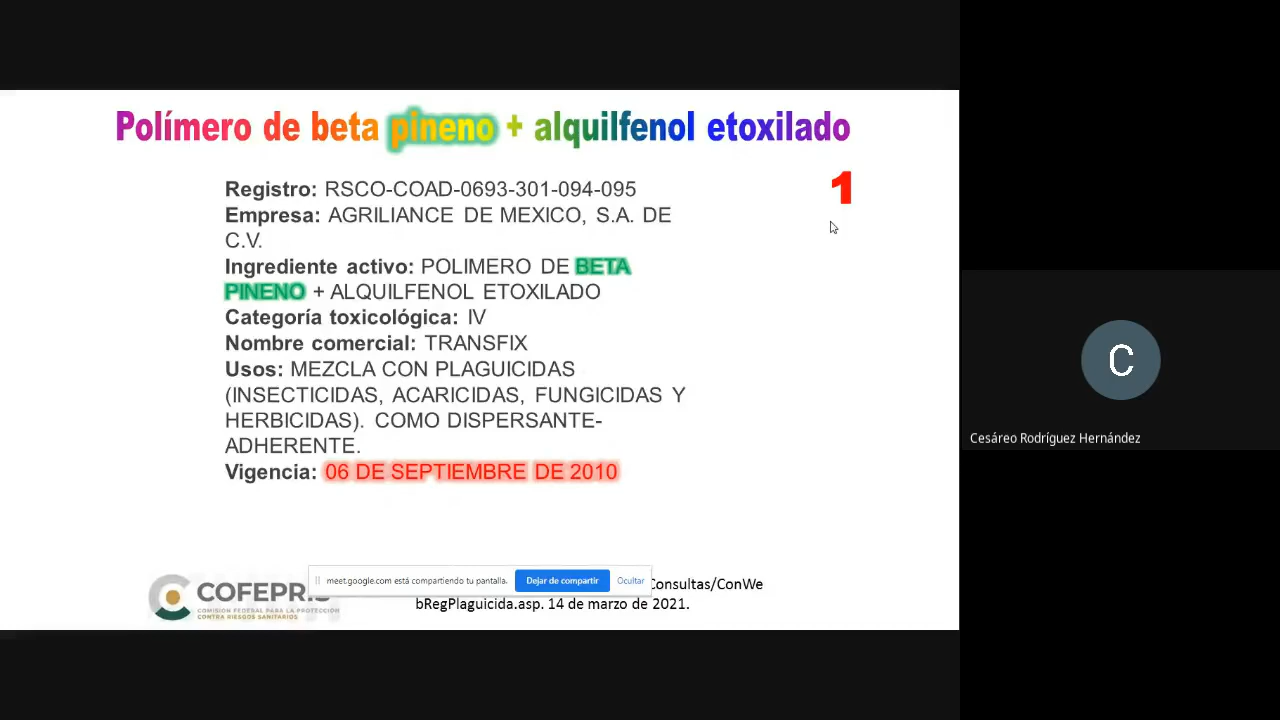 Polímero de beta pineno + alquilfenol etoxilado
1
Registro: RSCO-COAD-0693-301-094-095
Empresa: AGRILIANCE DE MEXICO, S.A. DE
C.V.
Ingrediente activo: POLIMERO DE BETA
PINENO + ALQUILFENOL ETOXILADO
Categoría toxicológica: IV
Nombre comercial: TRANSFIX
Usos: MEZCLA CON PLAGUICIDAS
(INSECTICIDAS, ACARICIDAS, FUNGICIDAS Y
HERBICIDAS). COMO DISPERSANTE-
ADHERENTE.
Vigencia: 06 DE SEPTIEMBRE DE 2010
C
Cesáreo Rodríguez Hernández
COFEPRIS
COMISIÓN FEDERAL PARA LA PROTECCIÓN
CONTRA RIESGOS SANITARIOS
meet.google.com está compartiendo tu pantalla.
Dejar de compartir
Ocultar
Consultas/ConWe
bRegPlaguicida.asp. 14 de marzo de 2021.